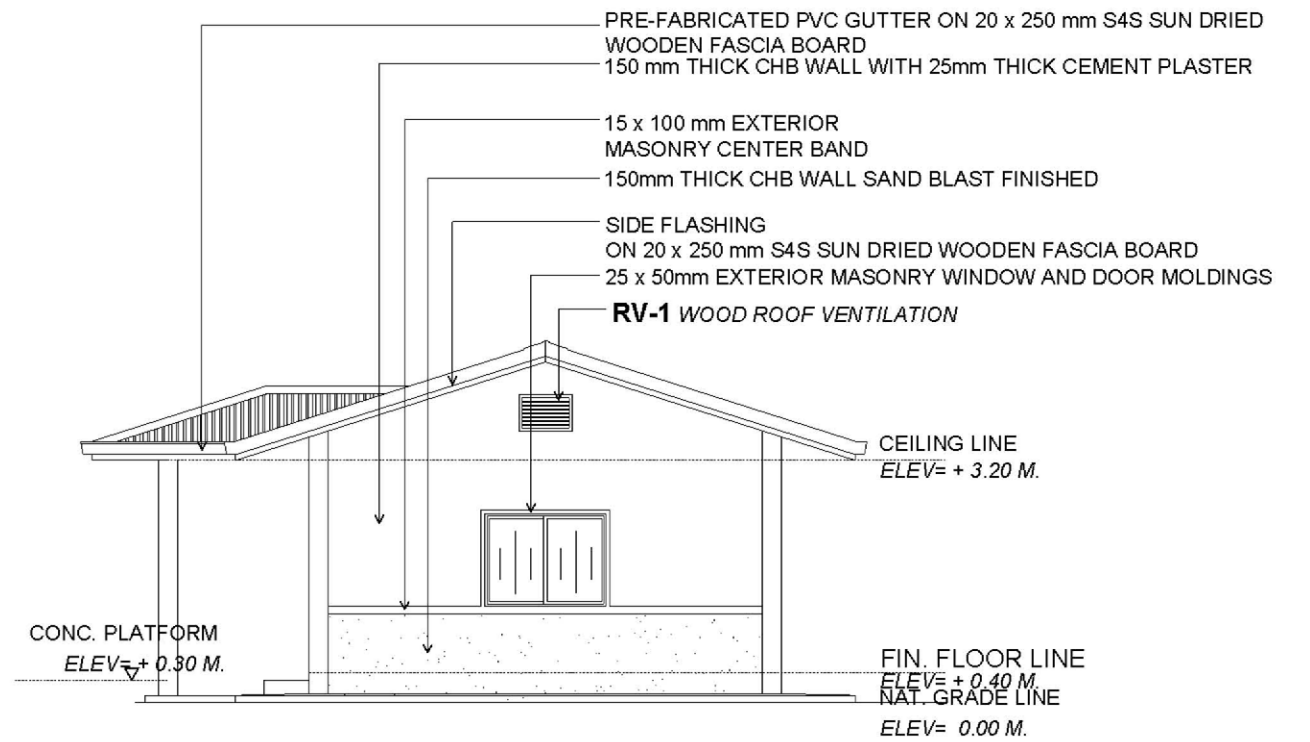 PRE-FABRICATED PVC GUTTER ON 20 x 250 mm S4S SUN DRIED
WOODEN FASCIA BOARD
150 mm THICK CHB WALL WITH 25mm THICK CEMENT PLASTER
15 x 100 mm EXTERIOR
MASONRY CENTER BAND
150mm THICK CHB WALL SAND BLAST FINISHED
SIDE FLASHING
ON 20 x 250 mm S4S SUN DRIED WOODEN FASCIA BOARD
25 x 50mm EXTERIOR MASONRY WINDOW AND DOOR MOLDINGS
RV-1 WOOD ROOF VENTILATION
CEILING LINE
ELEV= + 3.20 M.
CONC. PLATFORM
ELEV= + 0.30 M.
FIN. FLOOR LINE
ELEV= + 0.40 M.
NAT. GRADE LINE
ELEV= 0.00 M.